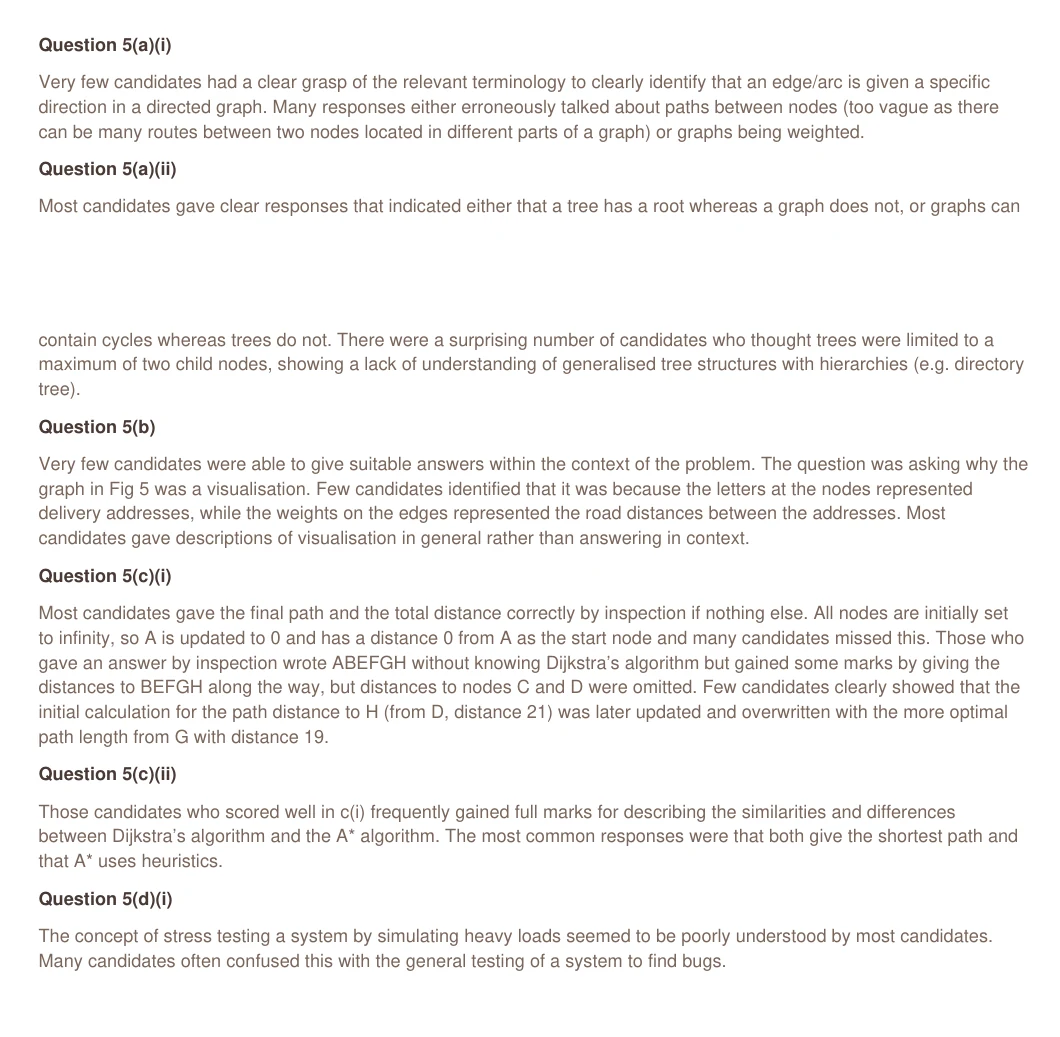 Question 5(a)(i)
Very few candidates had a clear grasp of the relevant terminology to clearly identify that an edge/arc is given a specific
direction in a directed graph. Many responses either erroneously talked about paths between nodes (too vague as there
can be many routes between two nodes located in different parts of a graph) or graphs being weighted.
Question 5(a)(ii)
Most candidates gave clear responses that indicated either that a tree has a root whereas a graph does not, or graphs can
contain cycles whereas trees do not. There were a surprising number of candidates who thought trees were limited to a
maximum of two child nodes, showing a lack of understanding of generalised tree structures with hierarchies (e.g. directory
tree).
Question 5(b)
Very few candidates were able to give suitable answers within the context of the problem. The question was asking why the
graph in Fig 5 was a visualisation. Few candidates identified that it was because the letters at the nodes represented
delivery addresses, while the weights on the edges represented the road distances between the addresses. Most
candidates gave descriptions of visualisation in general rather than answering in context.
Question 5(c)(i)
Most candidates gave the final path and the total distance correctly by inspection if nothing else. All nodes are initially set
to infinity, so A is updated to 0 and has a distance 0 from A as the start node and many candidates missed this. Those who
gave an answer by inspection wrote ABEFGH without knowing Dijkstra's algorithm but gained some marks by giving the
distances to BEFGH along the way, but distances to nodes C and D were omitted. Few candidates clearly showed that the
initial calculation for the path distance to H (from D, distance 21) was later updated and overwritten with the more optimal
path length from G with distance 19.
Question 5(c)(ii)
Those candidates who scored well in c(i) frequently gained full marks for describing the similarities and differences
between Dijkstra's algorithm and the A* algorithm. The most common responses were that both give the shortest path and
that A* uses heuristics.
Question 5(d)(i)
The concept of stress testing a system by simulating heavy loads seemed to be poorly understood by most candidates.
Many candidates often confused this with the general testing of a system to find bugs.